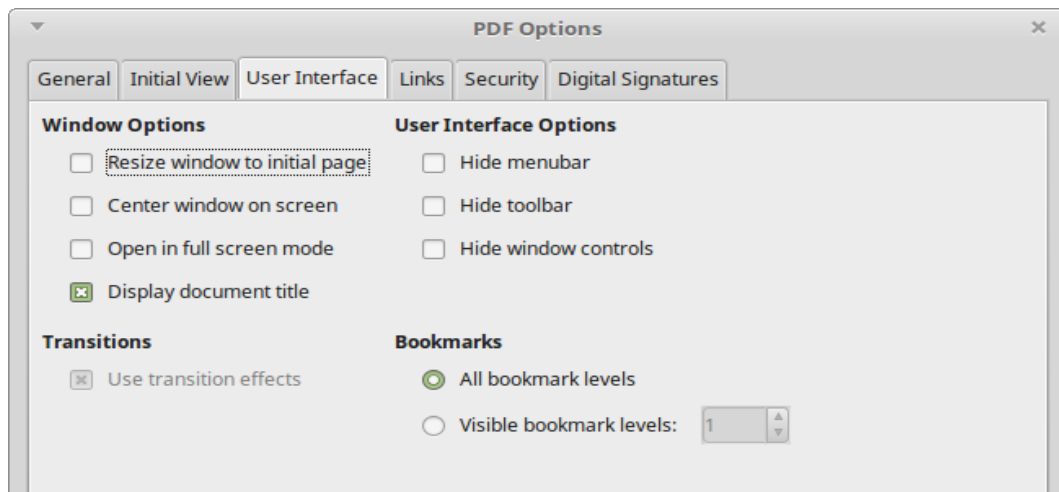 PDF Options
General Initial View User Interface Links Security Digital Signatures
Window Options
Resize window to initial page
Center window on screen
Open in full screen mode
Display document title
User Interface Options
Hide menubar
Hide toolbar
Hide window controls
Transitions
Use transition effects
Bookmarks
All bookmark levels
Visible bookmark levels: 1